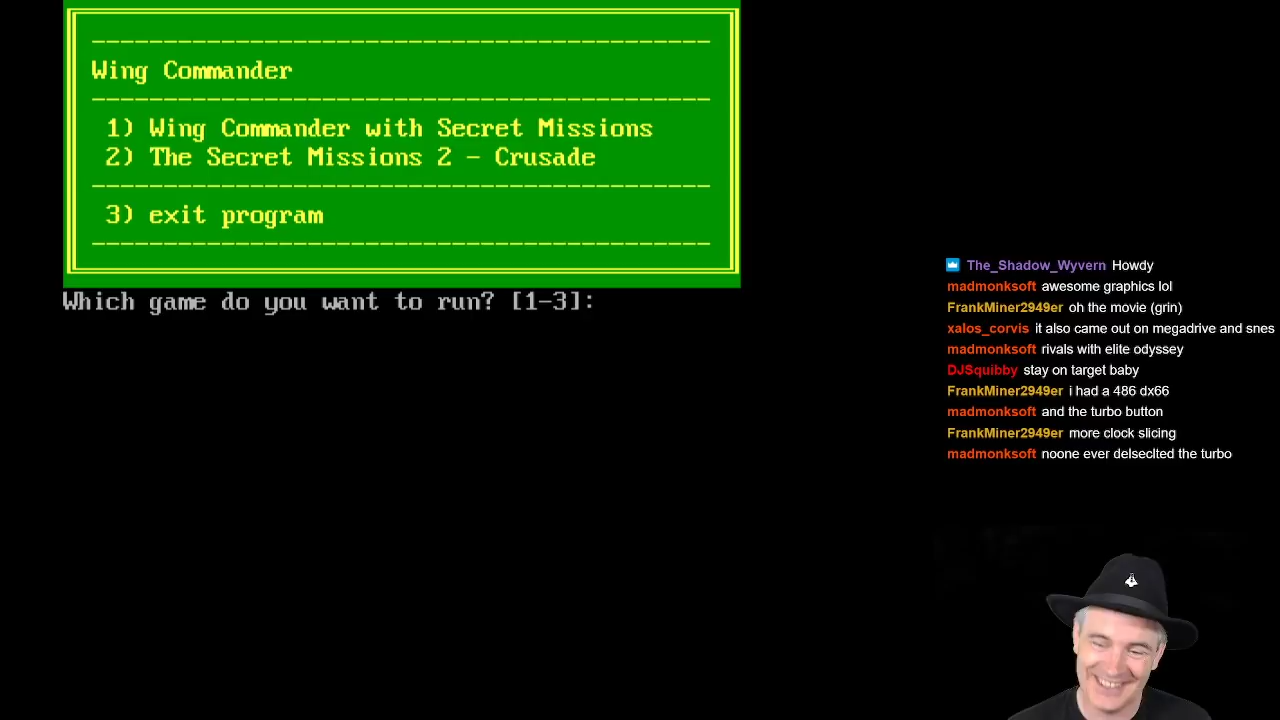 Wing Commander
1) Wing Commander with Secret Missions
2) The Secret Missions 2 - Crusade
3) exit program
Which game do you want to run? [1-3]:
The_Shadow_Wyvern Howdy
madmonksoft awesome graphics lol
FrankMiner2949er oh the movie (grin)
xalos_corvis it also came out on megadrive and snes
madmonksoft rivals with elite odyssey
DJSquibby stay on target baby
FrankMiner2949er i had a 486 dx66
madmonksoft and the turbo button
FrankMiner2949er more clock slicing
madmonksoft noone ever delseclted the turbo